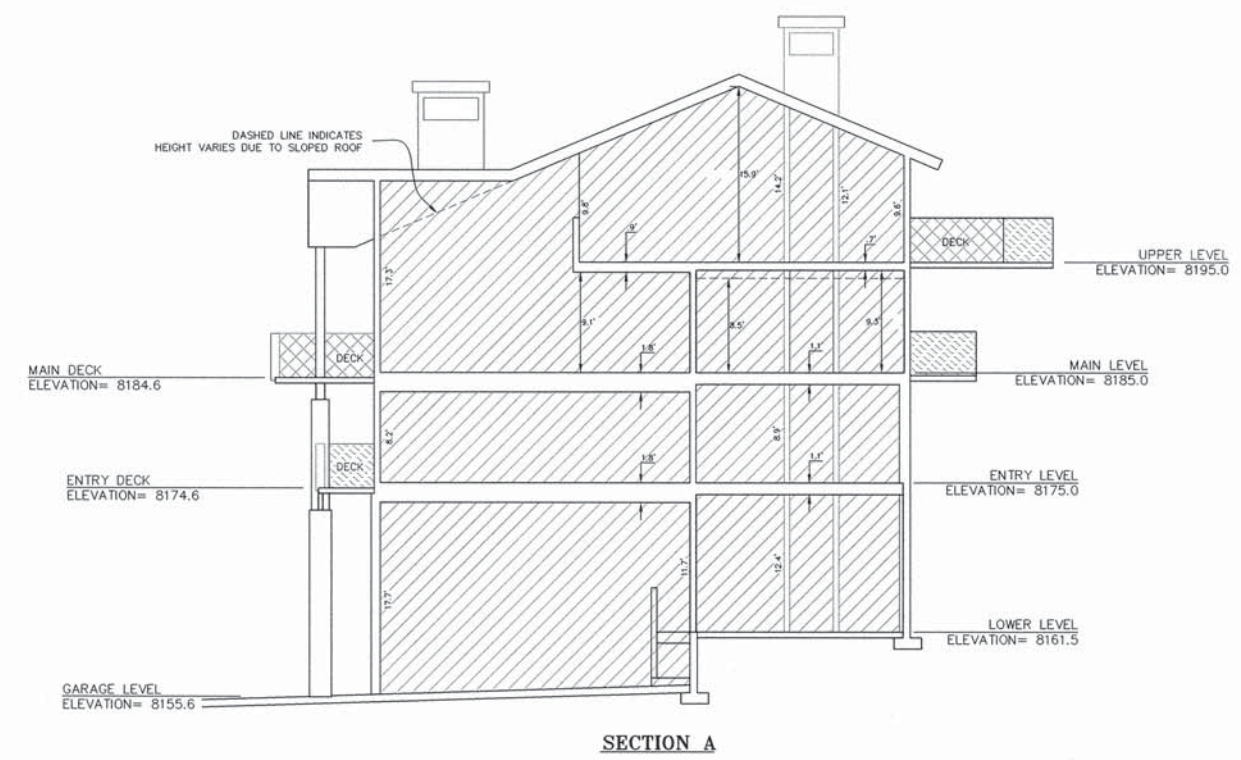 DASHED LINE INDICATES
HEIGHT VARIES DUE TO SLOPED ROOF
15.9'
14.2'
12.1'
9.6'
9.8'
.9'
.7'
DECK
UPPER LEVEL
ELEVATION= 8195.0
17.3'
9.1'
8.5'
9.3'
1.8'
1.1'
DECK
MAIN DECK
ELEVATION= 8184.6
MAIN LEVEL
ELEVATION= 8185.0
8.2'
8.9'
1.8'
1.1'
DECK
ENTRY DECK
ELEVATION= 8174.6
ENTRY LEVEL
ELEVATION= 8175.0
17.7'
11.7'
12.4'
LOWER LEVEL
ELEVATION= 8161.5
GARAGE LEVEL
ELEVATION= 8155.6
SECTION A